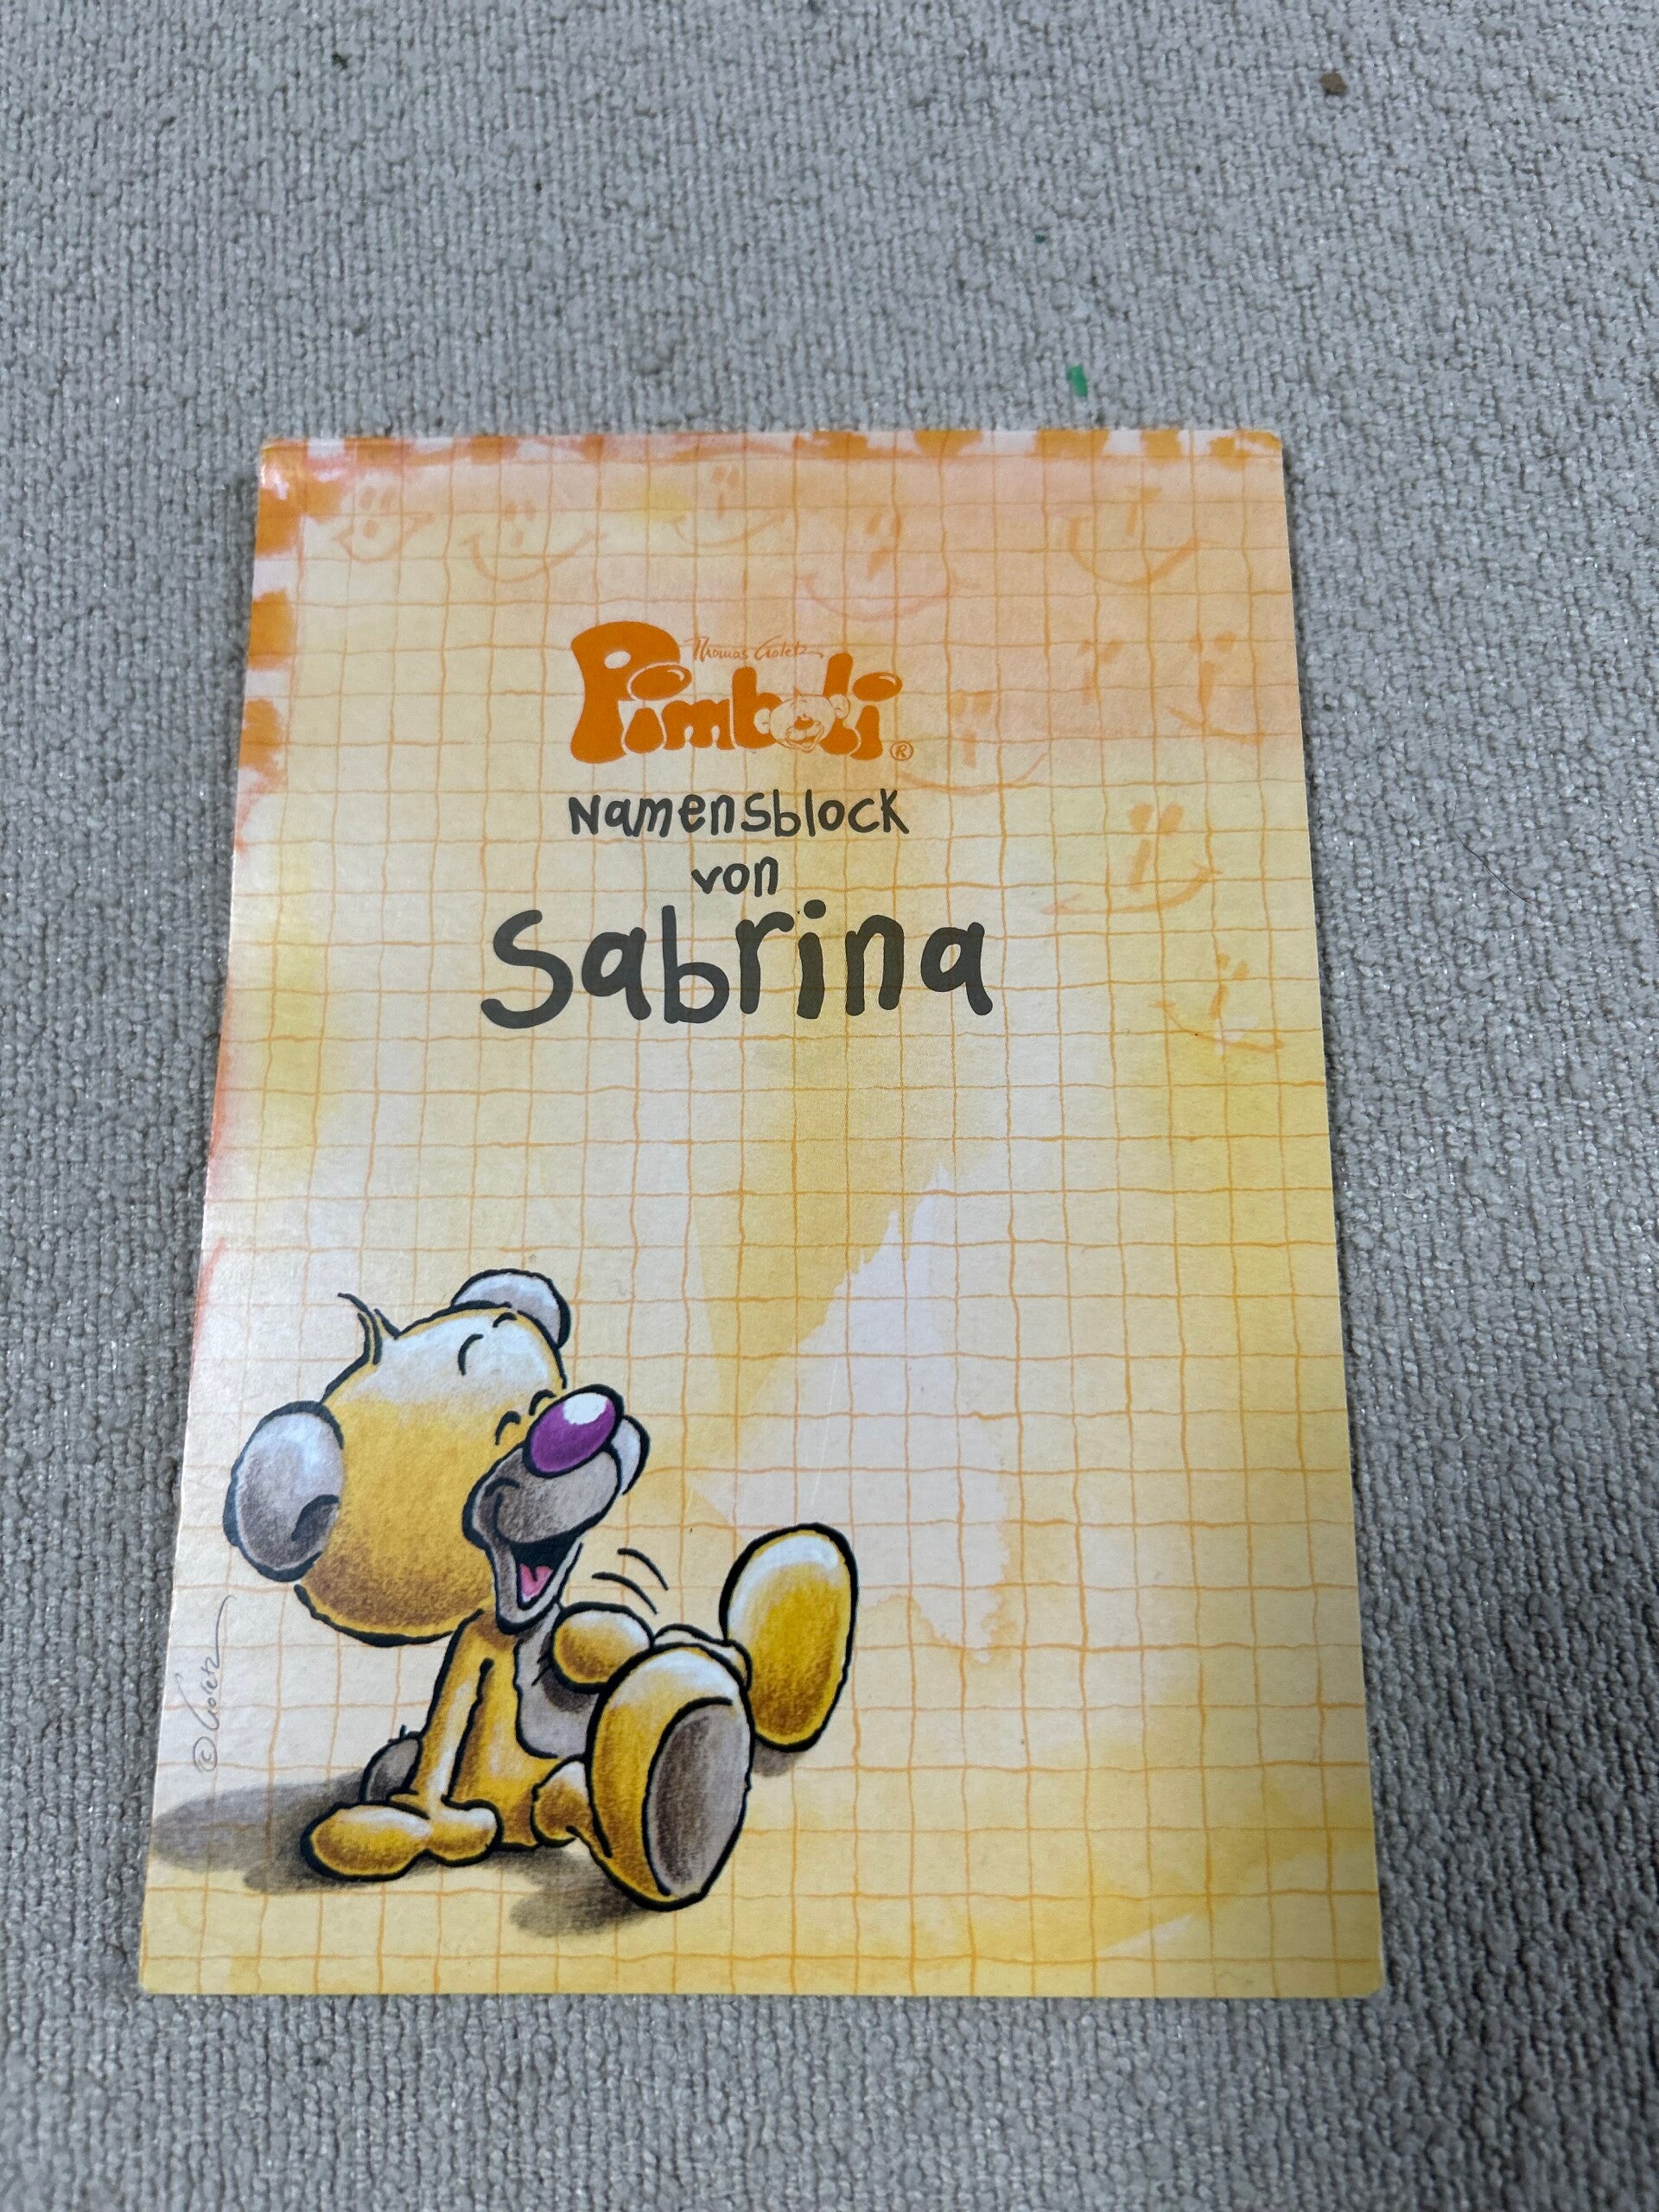 Thomas Goletz
Pimboli ®
Namensblock
von
Sabrina
© Goletz